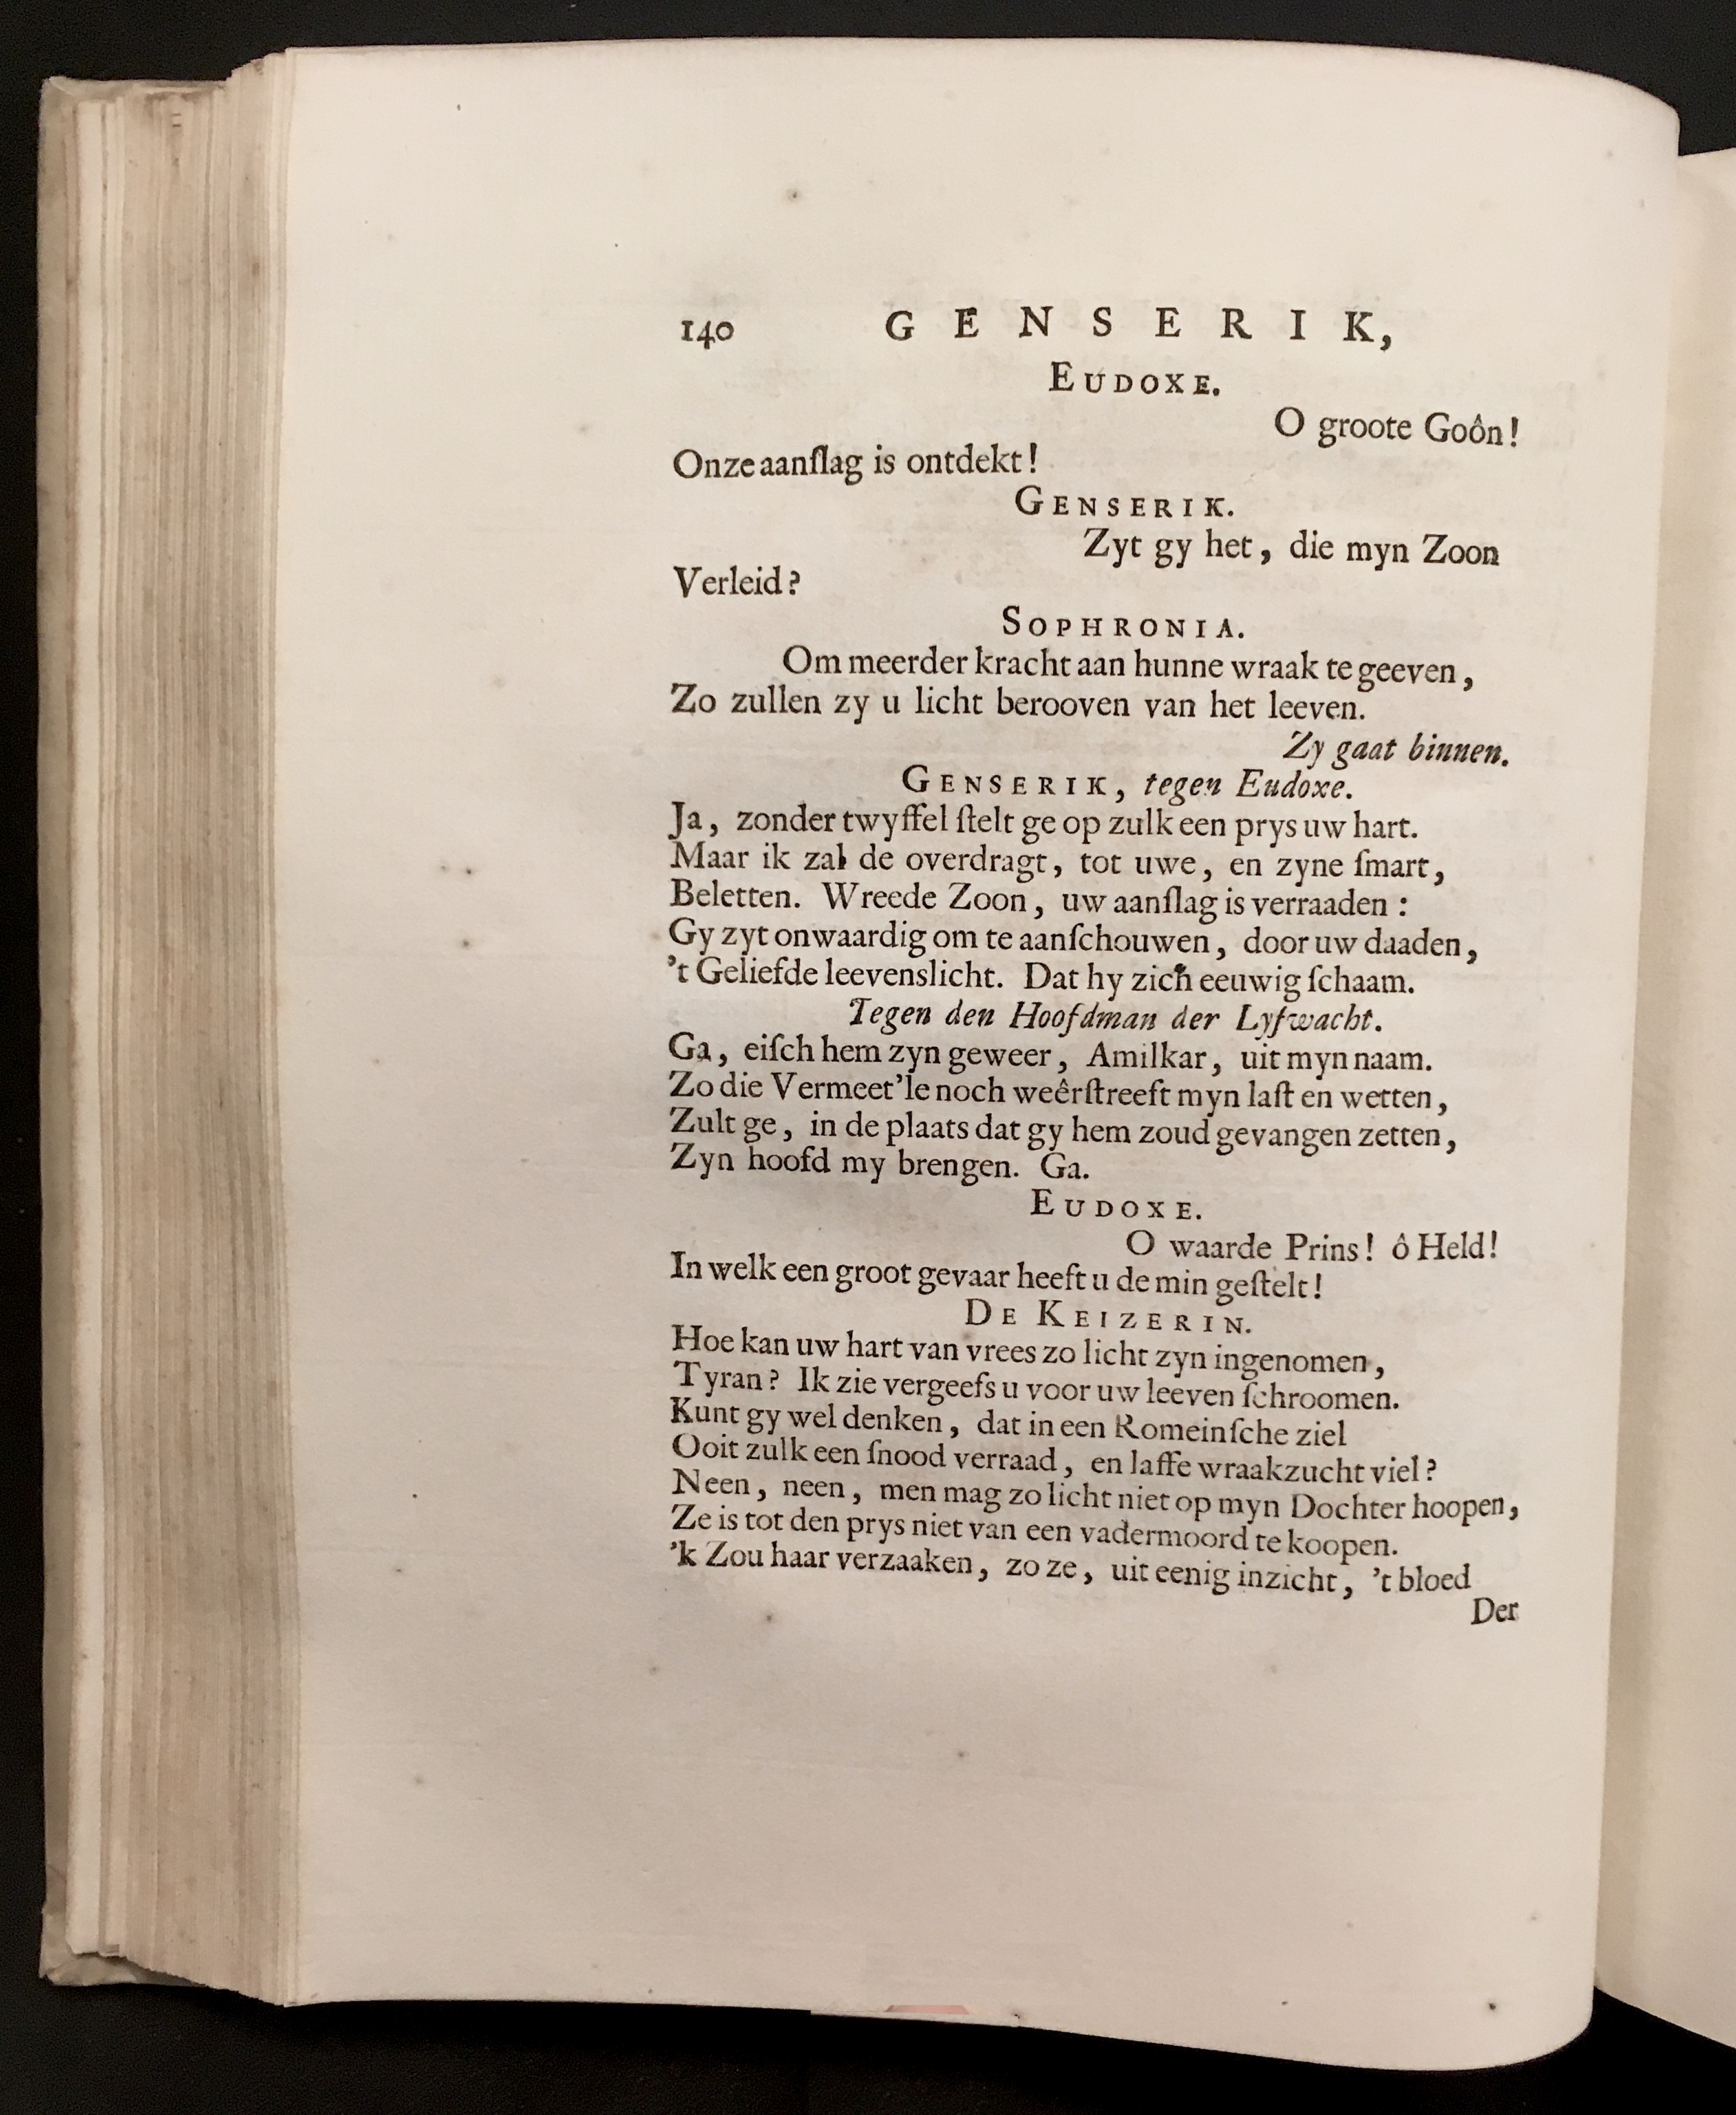 140 GENSERIK,
EUDOXE.
O groote Goôn!
Onze aanſlag is ontdekt!
GENSERIK.
Zyt gy het, die myn Zoon
Verleid?
SOPHRONIA.
Om meerder kracht aan hunne wraak te geeven,
Zo zullen zy u licht berooven van het leeven.
Zy gaat binnen.
GENSERIK, tegen Eudoxe.
Ja, zonder twyffel ſtelt ge op zulk een prys uw hart.
Maar ik zal de overdragt, tot uwe, en zyne ſmart,
Beletten. Wreede Zoon, uw aanſlag is verraaden:
Gy zyt onwaardig om te aanſchouwen, door uw daaden,
't Geliefde leevenslicht. Dat hy zich eeuwig ſchaam.
Tegen den Hoofdman der Lyfwacht.
Ga, eiſch hem zyn geweer, Amilkar, uit myn naam.
Zo die Vermeet'le noch weêrſtreeft myn laſt en wetten,
Zult ge, in de plaats dat gy hem zoud gevangen zetten,
Zyn hoofd my brengen. Ga.
EUDOXE.
O waarde Prins! ô Held!
In welk een groot gevaar heeft u de min geſtelt!
DE KEIZERIN.
Hoe kan uw hart van vrees zo licht zyn ingenomen,
Tyran? Ik zie vergeefs u voor uw leeven ſchroomen.
Kunt gy wel denken, dat in een Romeinſche ziel
Ooit zulk een ſnood verraad, en laffe wraakzucht viel?
Neen, neen, men mag zo licht niet op myn Dochter hoopen,
Ze is tot den prys niet van een vadermoord te koopen.
'k Zou haar verzaaken, zo ze, uit eenig inzicht, 't bloed
Der